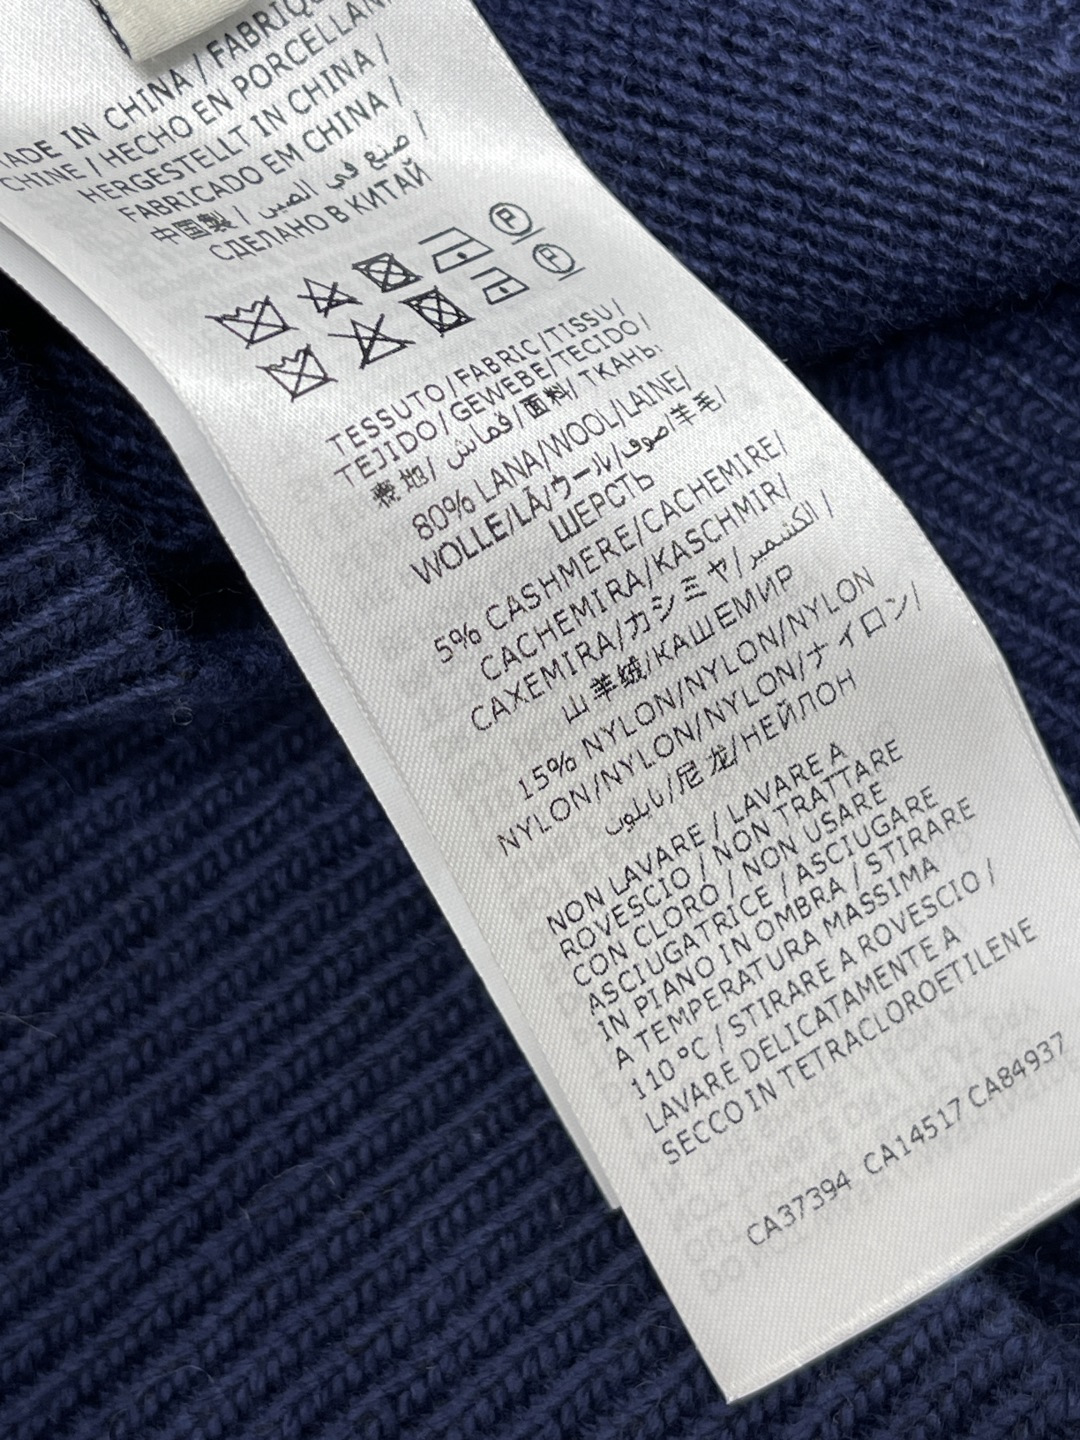 MADE IN CHINA / FABRIQUÉ
CHINE / HECHO EN PORCELLANA
HERGESTELLT IN CHINA /
FABRICADO EM CHINA /
中国製 / صنع في الصين /
СДЕЛАНО В КИТАЙ
P
P
TESSUTO/FABRIC/TISSU/
TEJIDO/GEWEBE/TECIDO/
表地/قماش/面料/ТКАНЬ:
80% LANA/WOOL/LAINE/
WOLLE/LÃ/ウール/صوف/羊毛/
ШЕРСТЬ
5% CASHMERE/CACHEMIRE/
CACHEMIRA/KASCHMIR/
CAXEMIRA/カシミヤ/الكشمير/
山羊绒/КАШЕМИР
15% NYLON/NYLON/NYLON
NYLON/NYLON/NYLON/ナイロン/
نايلون/尼龙/НЕЙЛОН
NON LAVARE / LAVARE A
ROVESCIO / NON TRATTARE
CON CLORO / NON USARE
ASCIUGATRICE / ASCIUGARE
IN PIANO IN OMBRA / STIRARE
A TEMPERATURA MASSIMA
110°C / STIRARE A ROVESCIO /
LAVARE DELICATAMENTE A
SECCO IN TETRACLOROETILENE
CA37394 CA14517 CA84937